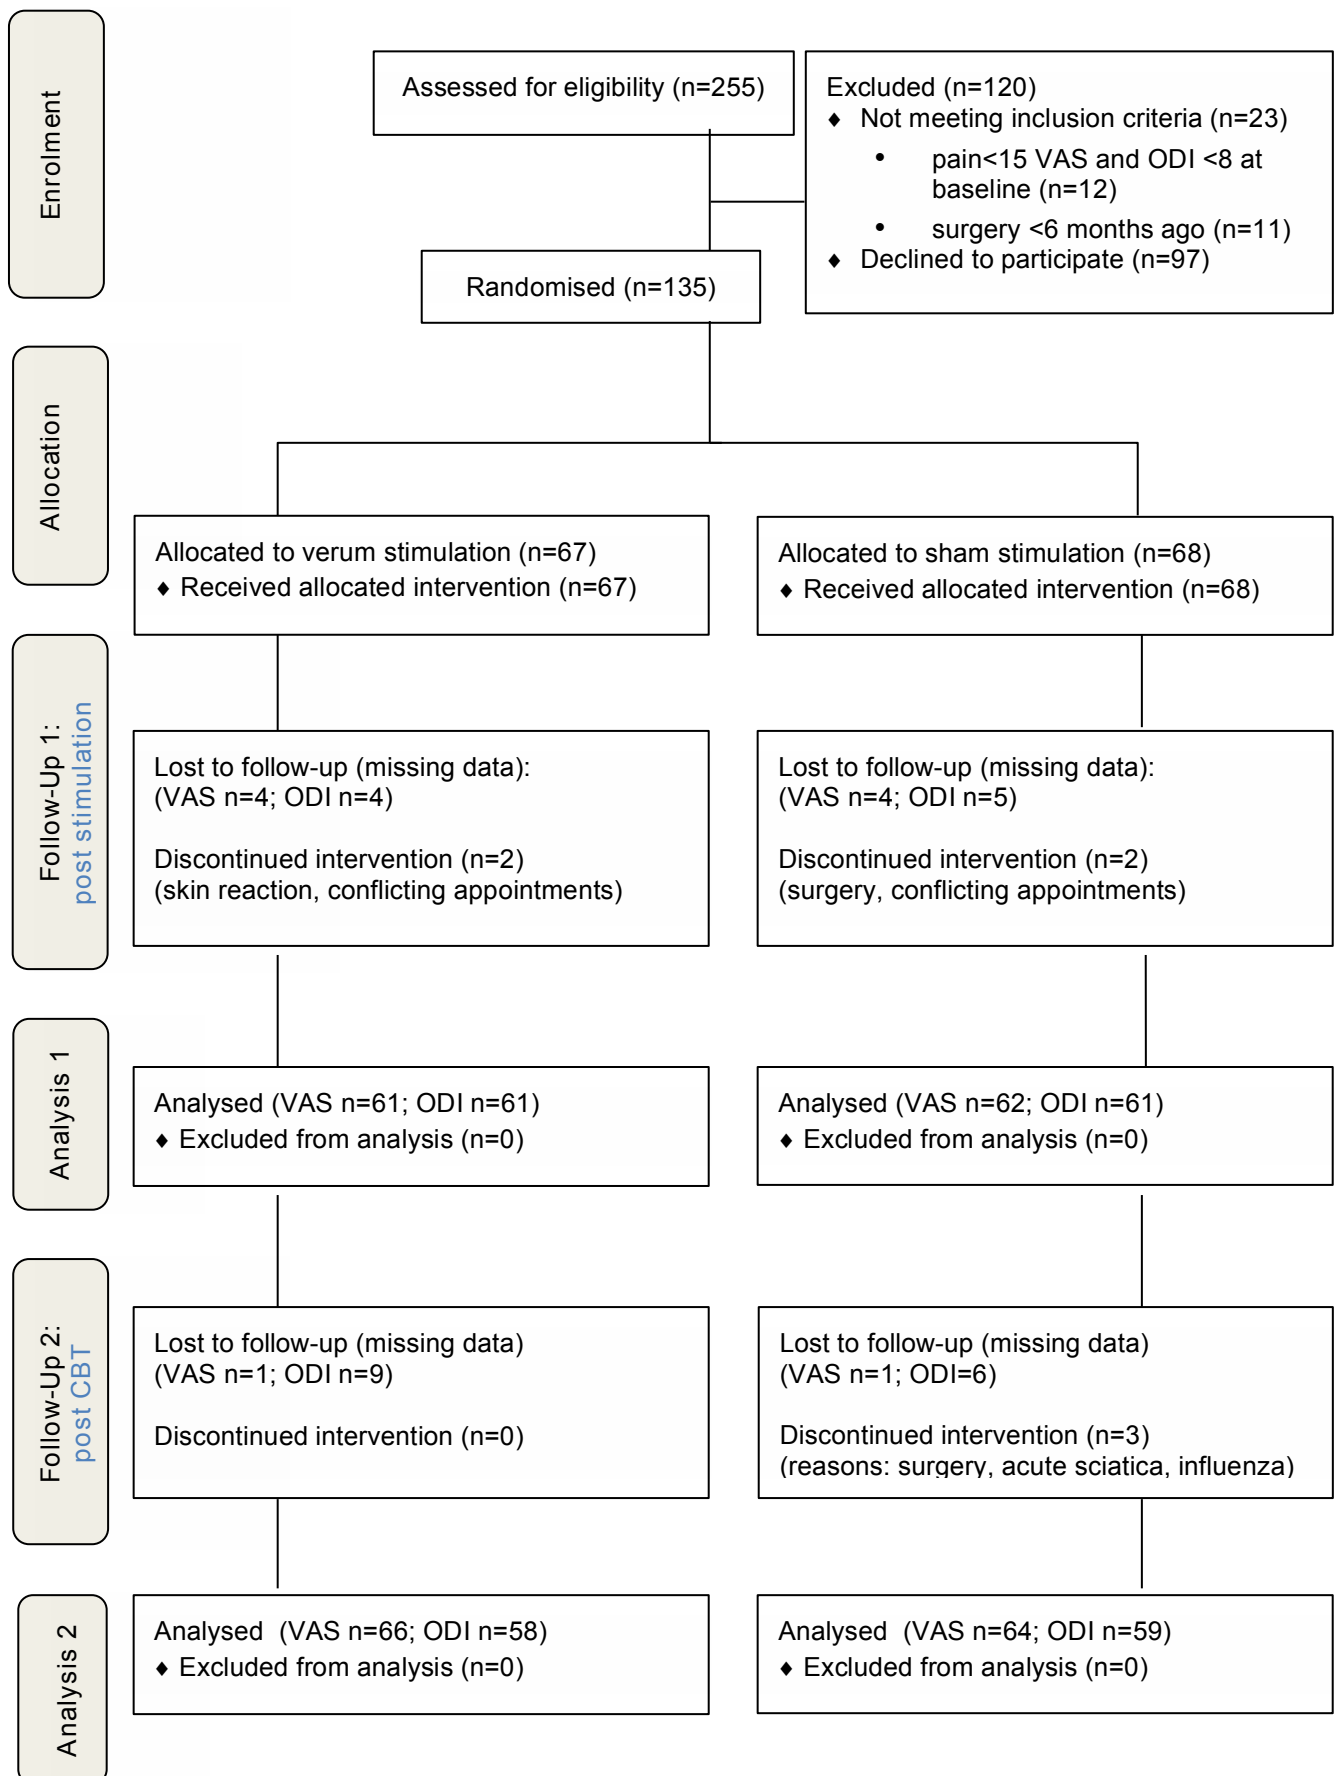 Enrolment
Assessed for eligibility (n=255)
Excluded (n=120)
♦ Not meeting inclusion criteria (n=23)
• pain<15 VAS and ODI <8 at
baseline (n=12)
• surgery <6 months ago (n=11)
♦ Declined to participate (n=97)
Randomised (n=135)
Allocation
Allocated to verum stimulation (n=67)
♦ Received allocated intervention (n=67)
Allocated to sham stimulation (n=68)
♦ Received allocated intervention (n=68)
Follow-Up 1:
post stimulation
Lost to follow-up (missing data):
(VAS n=4; ODI n=4)
Discontinued intervention (n=2)
(skin reaction, conflicting appointments)
Lost to follow-up (missing data):
(VAS n=4; ODI n=5)
Discontinued intervention (n=2)
(surgery, conflicting appointments)
Analysis 1
Analysed (VAS n=61; ODI n=61)
♦ Excluded from analysis (n=0)
Analysed (VAS n=62; ODI n=61)
♦ Excluded from analysis (n=0)
Follow-Up 2:
post CBT
Lost to follow-up (missing data)
(VAS n=1; ODI n=9)
Discontinued intervention (n=0)
Lost to follow-up (missing data)
(VAS n=1; ODI=6)
Discontinued intervention (n=3)
(reasons: surgery, acute sciatica, influenza)
Analysis 2
Analysed (VAS n=66; ODI n=58)
♦ Excluded from analysis (n=0)
Analysed (VAS n=64; ODI n=59)
♦ Excluded from analysis (n=0)